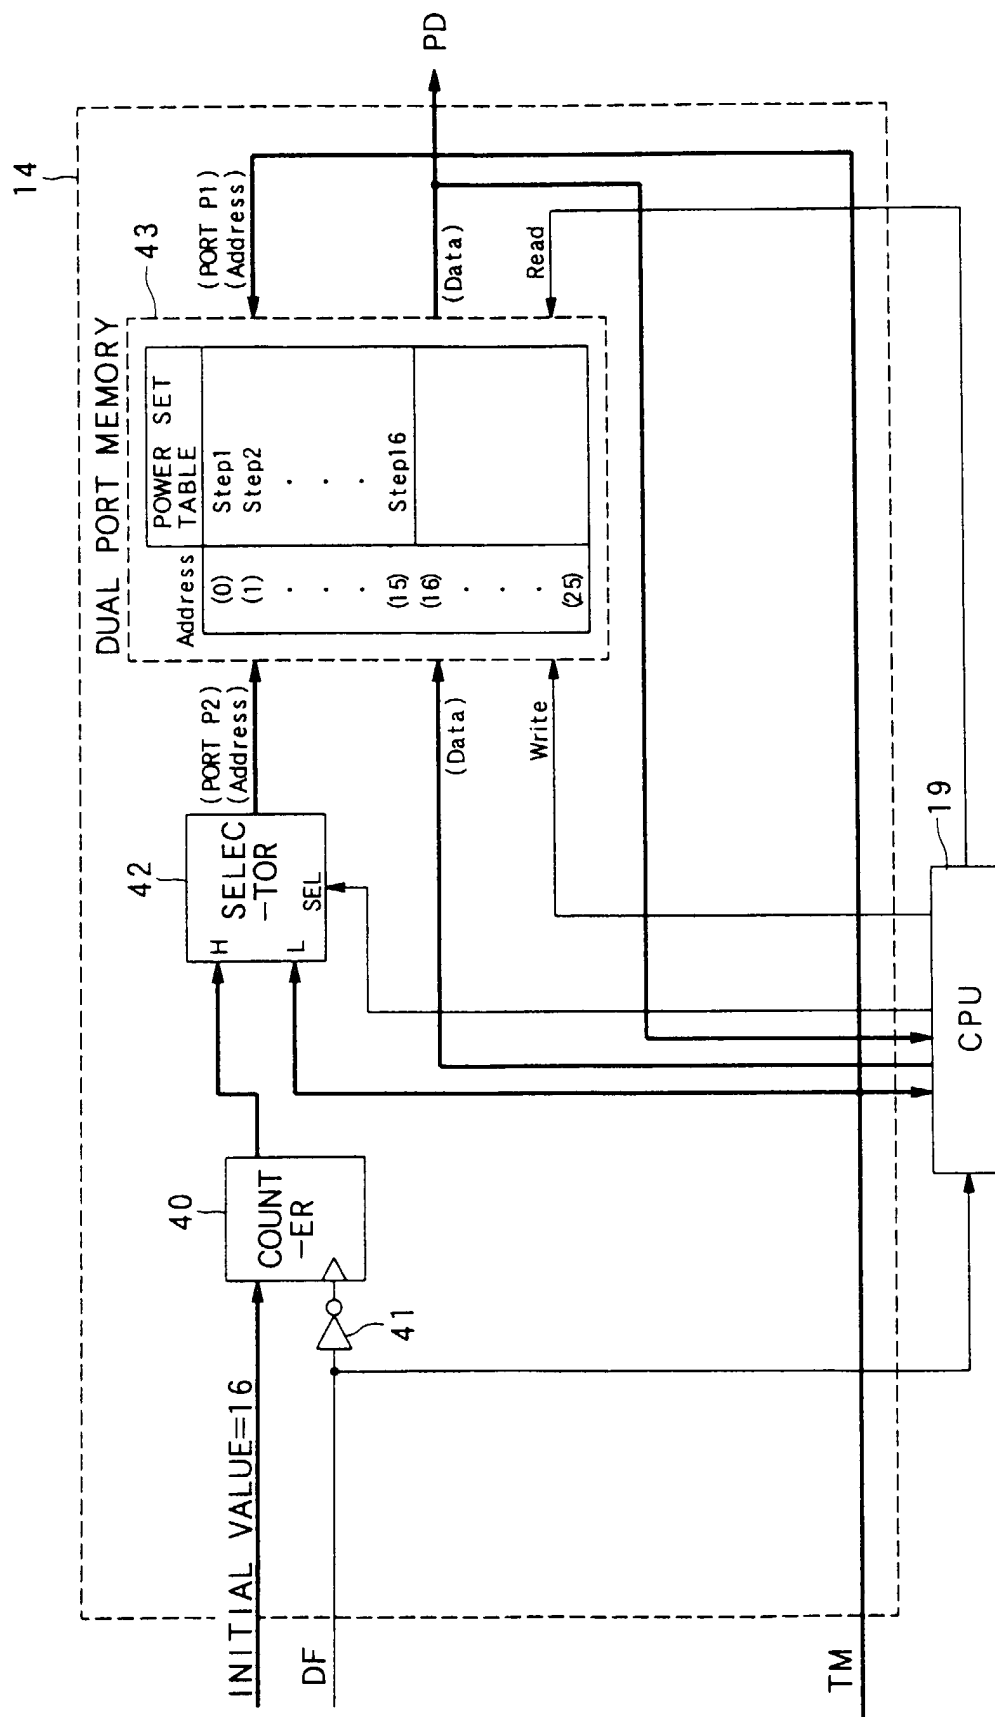 14
DUAL PORT MEMORY
43
Address
POWER SET
TABLE
(0) Step1
(1) Step2
· ·
· ·
· ·
(15) Step16
(16)
·
·
·
(25)
(PORT P1)
(Address)
(Data)
PD
Read
(PORT P2)
(Address)
(Data)
Write
42
SELEC
-TOR
H
L
SEL
40
COUNT
-ER
41
INITIAL VALUE=16
DF
TM
19
CPU